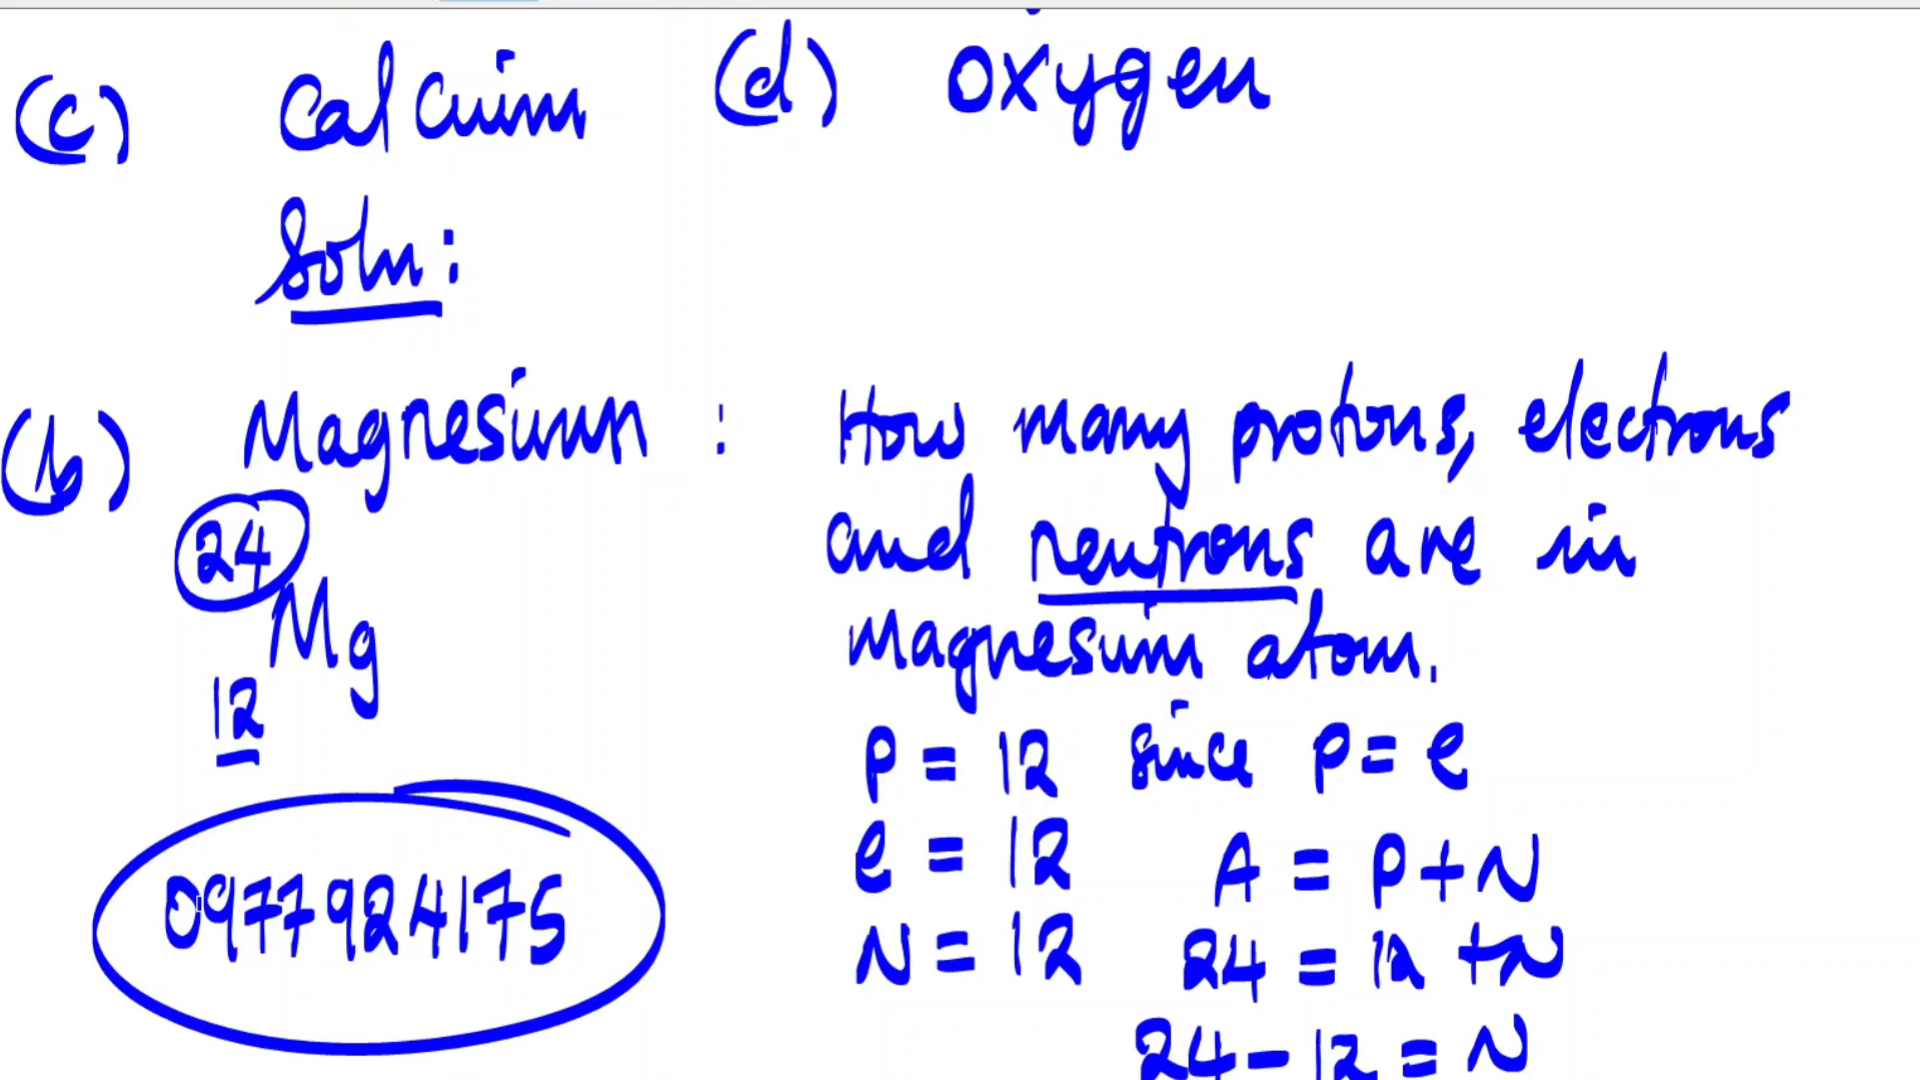 (c) Calcium (d) oxygen
Soln:
(b) Magnesium : How many protons, electrons
and neutrons are in
Magnesium atom.
24
Mg
12
P = 12 since P = e
e = 12 A = P + N
N = 12 24 = 12 + N
24 - 12 = N
0977924175